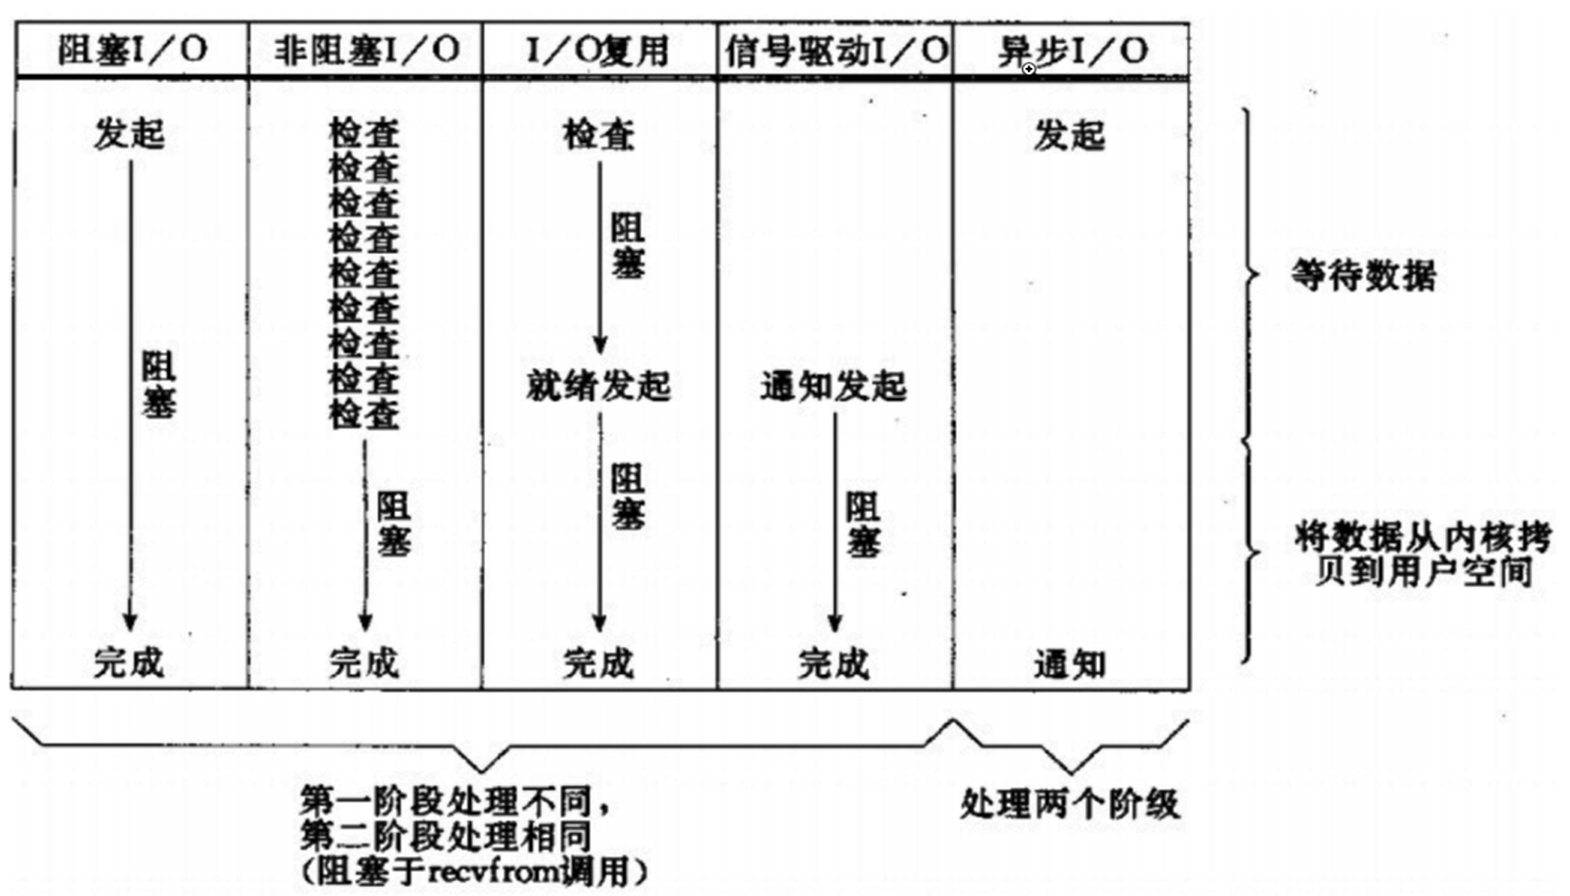 阻塞I/O 非阻塞I/O I/O复用 信号驱动I/O 异步I/O
发起 检查 检查 发起
检查
检查
检查
检查
检查
检查
检查
检查
阻塞
等待数据
阻塞
就绪发起 通知发起
阻塞
阻塞
阻塞
将数据从内核拷
贝到用户空间
完成 完成 完成 完成 通知
第一阶段处理不同，
第二阶段处理相同
（阻塞于recvfrom调用）
处理两个阶级